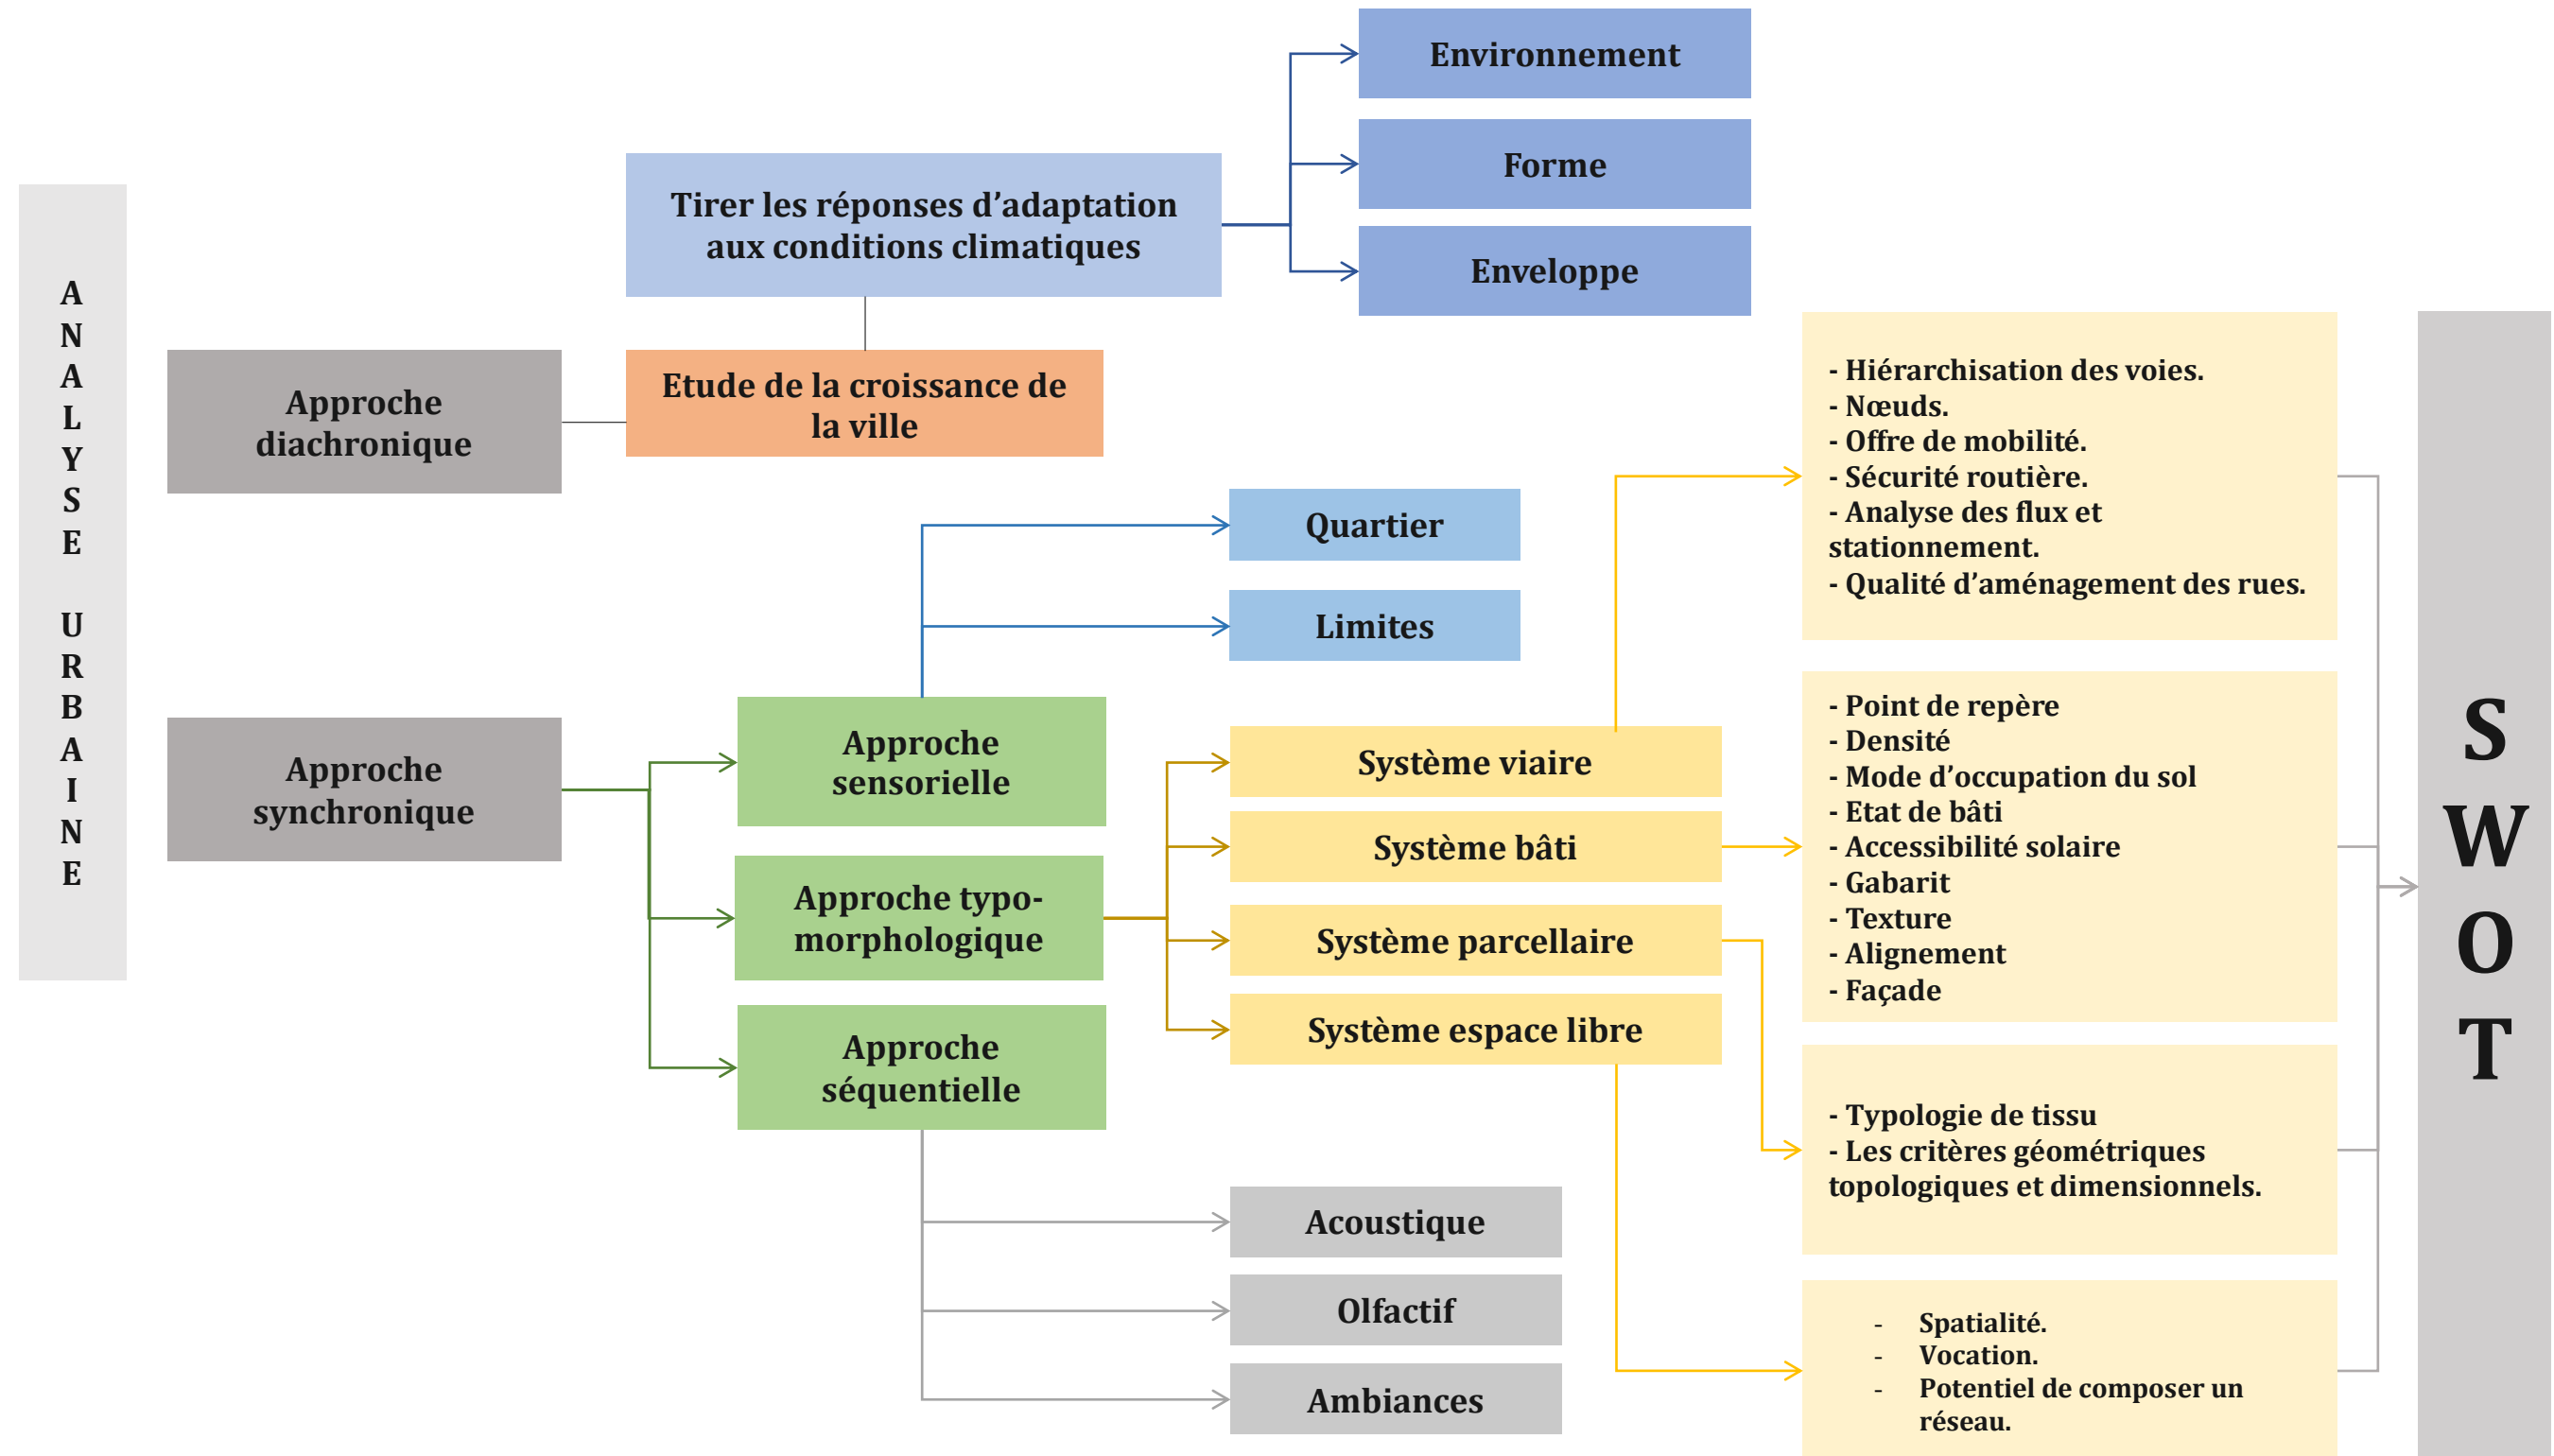 ANALYSE URBAINE
Environnement
Forme
Enveloppe
Tirer les réponses d’adaptation
aux conditions climatiques
Approche
diachronique
Etude de la croissance de
la ville
Quartier
Limites
Approche
synchronique
Approche
sensorielle
Approche typo-
morphologique
Approche
séquentielle
Système viaire
Système bâti
Système parcellaire
Système espace libre
Acoustique
Olfactif
Ambiances
- Hiérarchisation des voies.
- Nœuds.
- Offre de mobilité.
- Sécurité routière.
- Analyse des flux et
stationnement.
- Qualité d’aménagement des rues.
- Point de repère
- Densité
- Mode d’occupation du sol
- Etat de bâti
- Accessibilité solaire
- Gabarit
- Texture
- Alignement
- Façade
- Typologie de tissu
- Les critères géométriques
topologiques et dimensionnels.
- Spatialité.
- Vocation.
- Potentiel de composer un
réseau.
SWOT